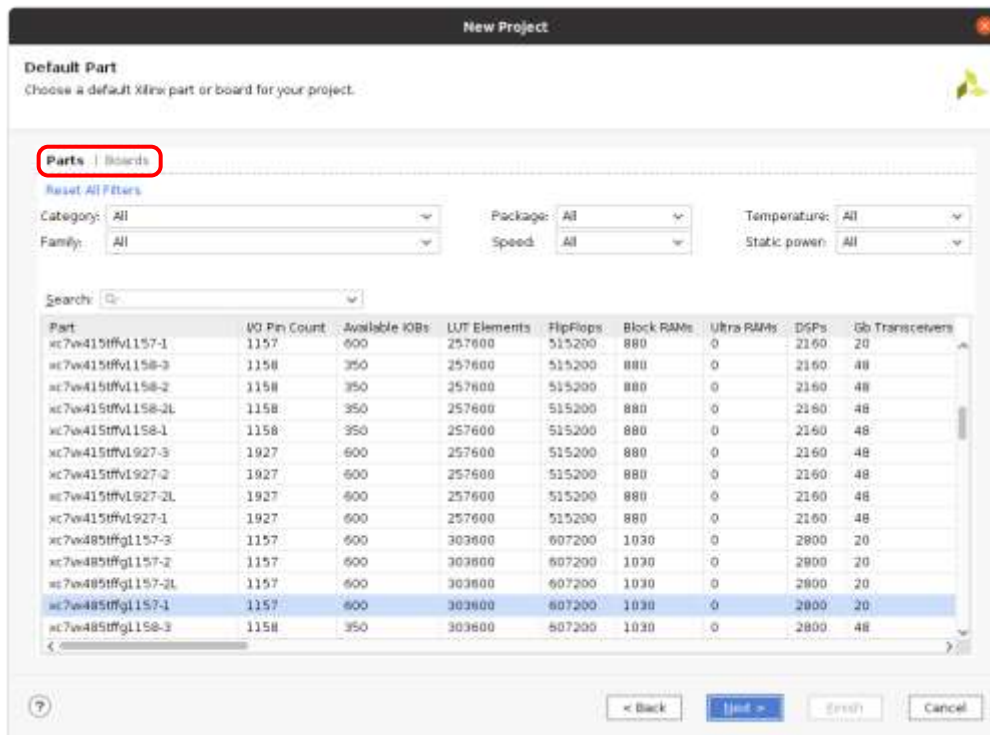 New Project
Default Part
Choose a default Xilinx part or board for your project.
Parts | Boards
Reset All Filters
Category: All Package: All Temperature: All
Family: All Speed: All Static power: All
Search: Q-
Part I/O Pin Count Available IOBs LUT Elements FlipFlops Block RAMs Ultra RAMs DSPs Gb Transceivers
xc7vx415tffv1157-1 1157 600 257600 515200 880 0 2160 20
xc7vx415tffv1158-3 1158 350 257600 515200 880 0 2160 48
xc7vx415tffv1158-2 1158 350 257600 515200 880 0 2160 48
xc7vx415tffv1158-2L 1158 350 257600 515200 880 0 2160 48
xc7vx415tffv1158-1 1158 350 257600 515200 880 0 2160 48
xc7vx415tffv1927-3 1927 600 257600 515200 880 0 2160 48
xc7vx415tffv1927-2 1927 600 257600 515200 880 0 2160 48
xc7vx415tffv1927-2L 1927 600 257600 515200 880 0 2160 48
xc7vx415tffv1927-1 1927 600 257600 515200 880 0 2160 48
xc7vx485tffg1157-3 1157 600 303600 607200 1030 0 2800 20
xc7vx485tffg1157-2 1157 600 303600 607200 1030 0 2800 20
xc7vx485tffg1157-2L 1157 600 303600 607200 1030 0 2800 20
xc7vx485tffg1157-1 1157 600 303600 607200 1030 0 2800 20
xc7vx485tffg1158-3 1158 350 303600 607200 1030 0 2800 48
? < Back Next > Finish Cancel